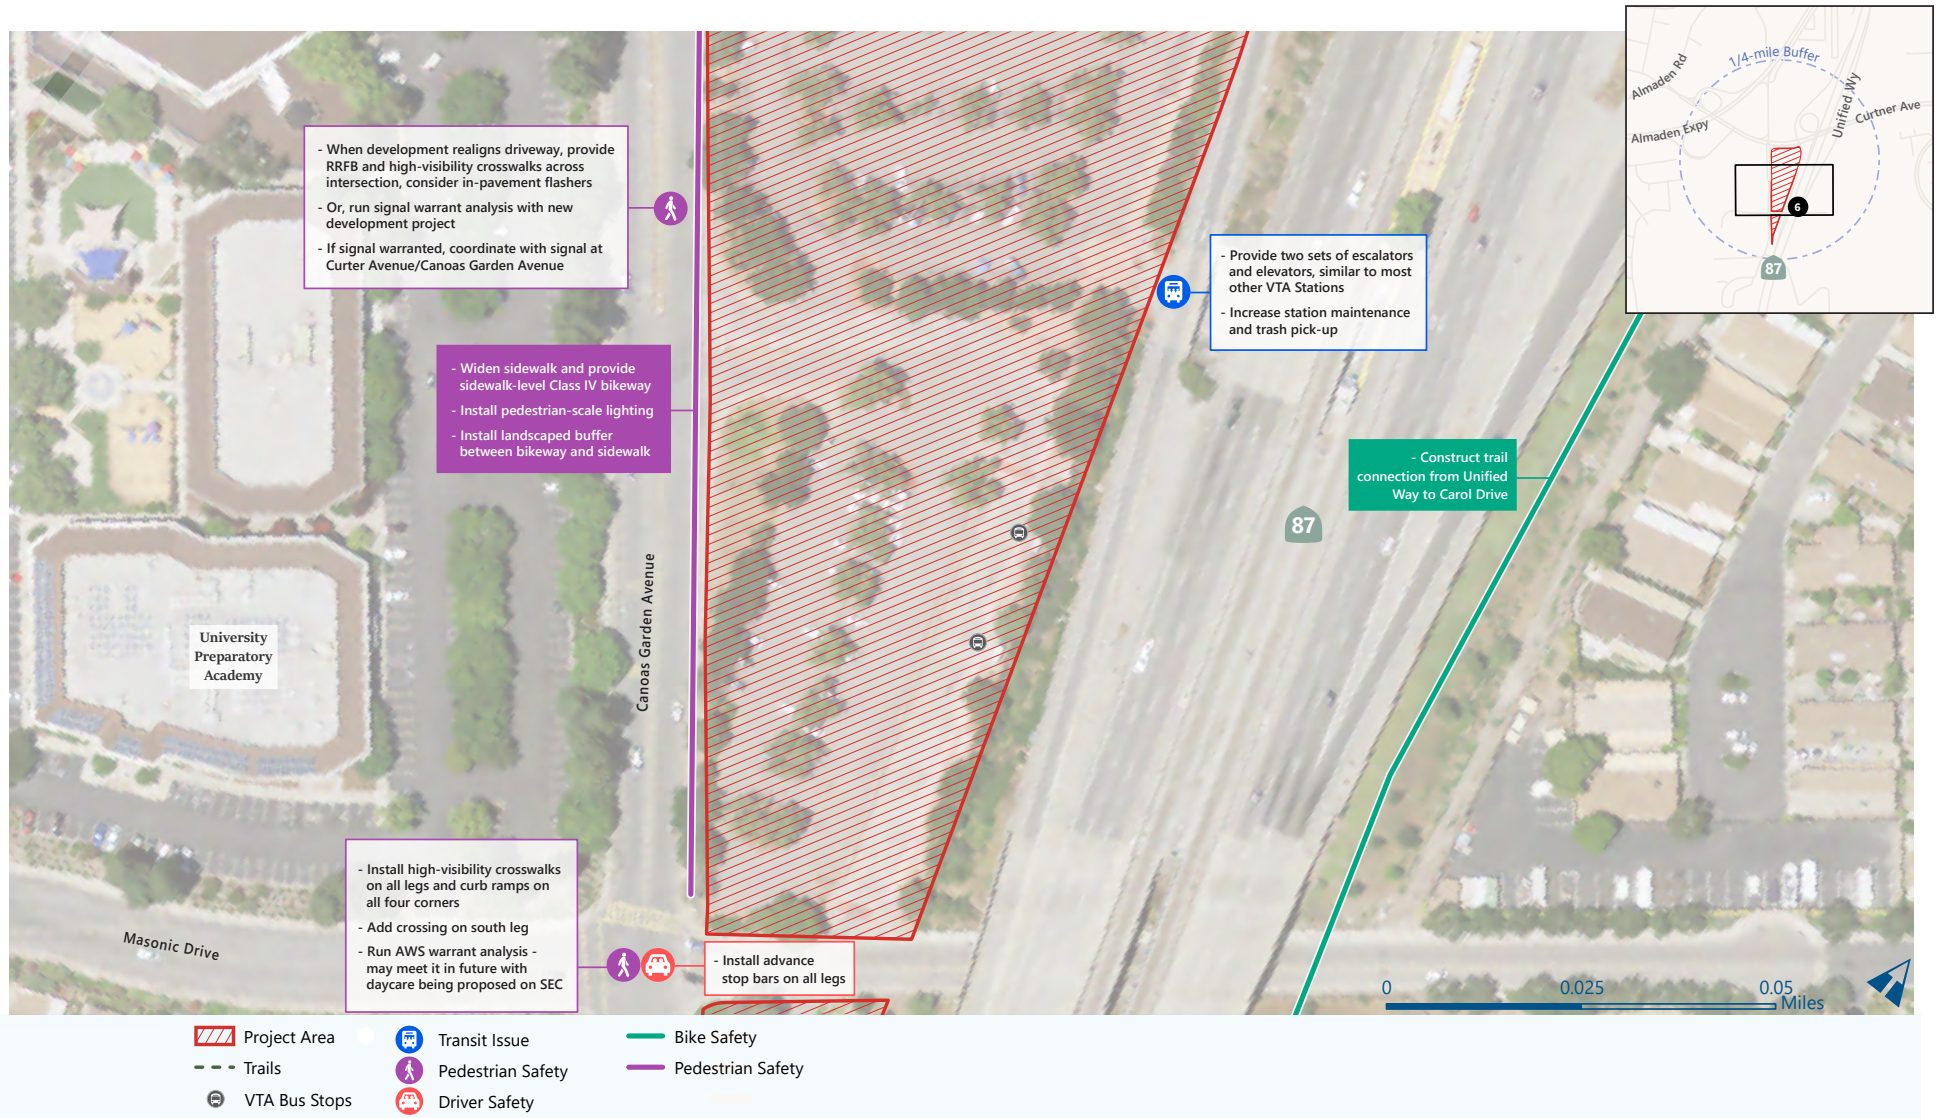 1/4-mile Buffer
Almaden Rd
Unified Wy
Curtner Ave
Almaden Expy
6
87
- When development realigns driveway, provide
RRFB and high-visibility crosswalks across
intersection, consider in-pavement flashers
- Or, run signal warrant analysis with new
development project
- If signal warranted, coordinate with signal at
Curter Avenue/Canoas Garden Avenue
- Provide two sets of escalators
and elevators, similar to most
other VTA Stations
- Increase station maintenance
and trash pick-up
- Widen sidewalk and provide
sidewalk-level Class IV bikeway
- Install pedestrian-scale lighting
- Install landscaped buffer
between bikeway and sidewalk
- Construct trail
connection from Unified
Way to Carol Drive
87
Canoas Garden Avenue
University
Preparatory
Academy
- Install high-visibility crosswalks
on all legs and curb ramps on
all four corners
- Add crossing on south leg
- Run AWS warrant analysis -
may meet it in future with
daycare being proposed on SEC
Masonic Drive
- Install advance
stop bars on all legs
0 0.025 0.05
Miles
Project Area
Trails
VTA Bus Stops
Transit Issue
Pedestrian Safety
Driver Safety
Bike Safety
Pedestrian Safety